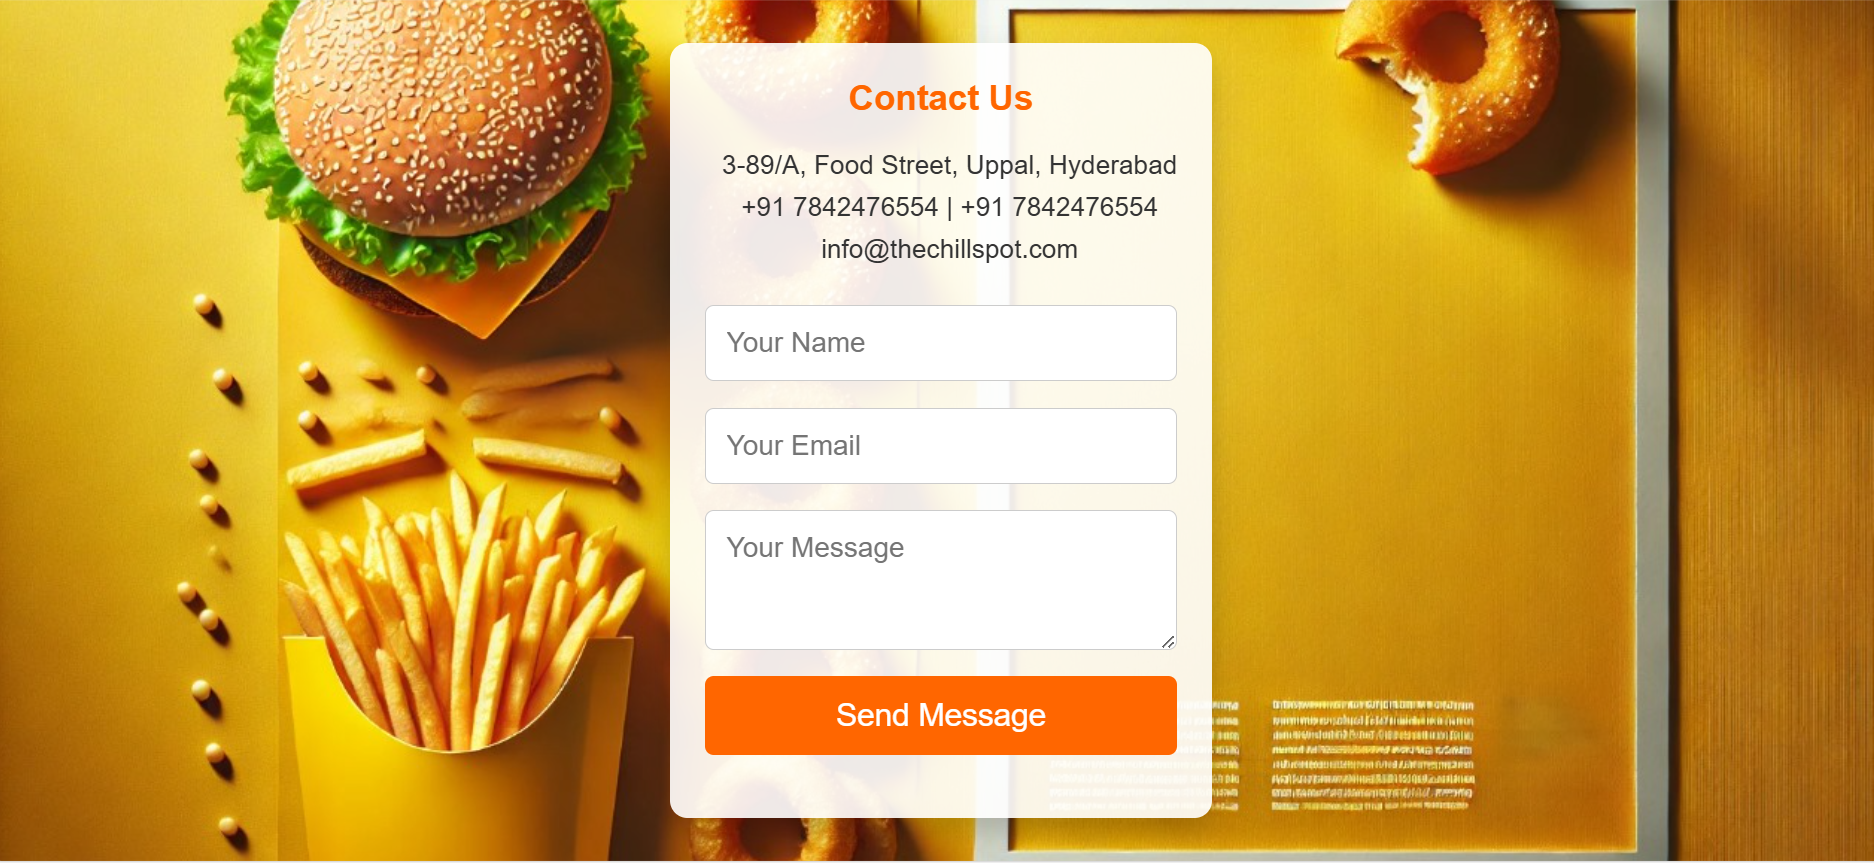 Contact Us
3-89/A, Food Street, Uppal, Hyderabad
+91 7842476554 | +91 7842476554
info@thechillspot.com
Your Name
Your Email
Your Message
Send Message